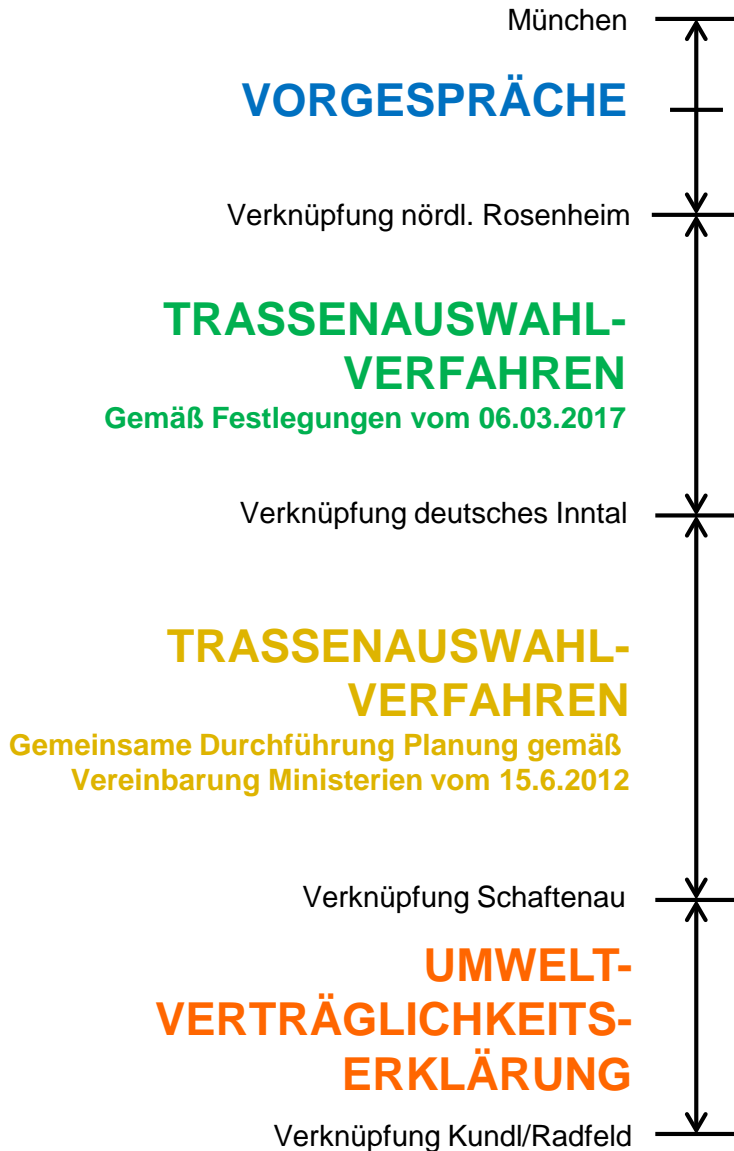 München
VORGESPRÄCHE
Verknüpfung nördl. Rosenheim
TRASSENAUSWAHL-
VERFAHREN
Gemäß Festlegungen vom 06.03.2017
Verknüpfung deutsches Inntal
TRASSENAUSWAHL-
VERFAHREN
Gemeinsame Durchführung Planung gemäß
Vereinbarung Ministerien vom 15.6.2012
Verknüpfung Schaftenau
UMWELT-
VERTRÄGLICHKEITS-
ERKLÄRUNG
Verknüpfung Kundl/Radfeld